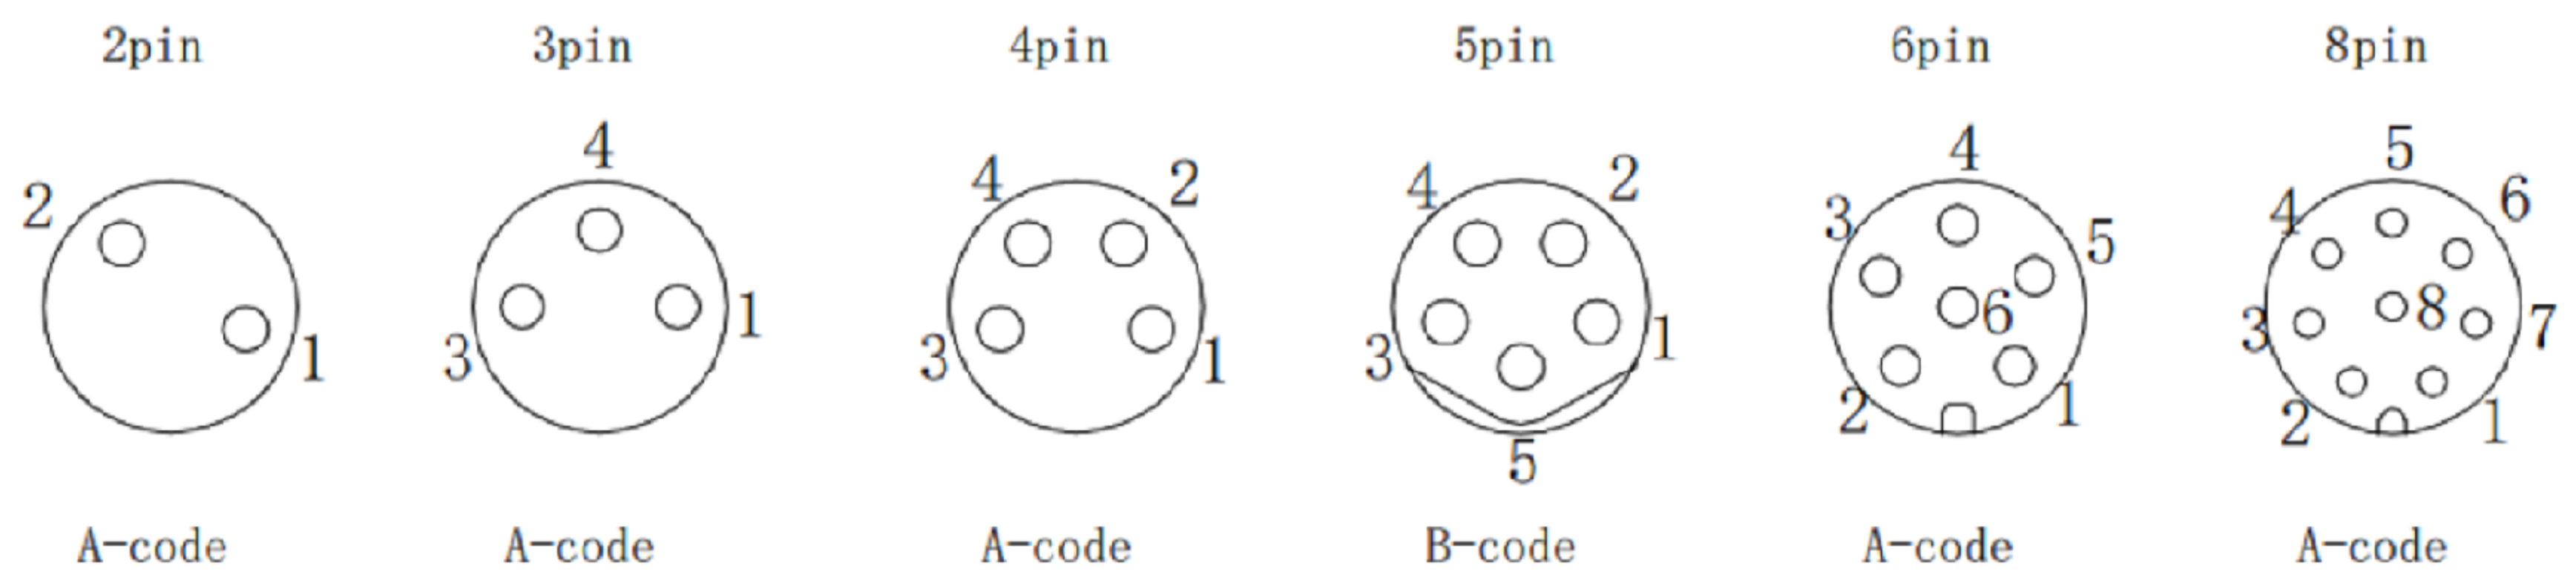 2pin 3pin 4pin 5pin 6pin 8pin
2 1
4 3 1
4 2 3 1
4 2 3 1 5
4 3 5 6 2 1
5 6 4 8 3 7 2 1
A-code A-code A-code B-code A-code A-code